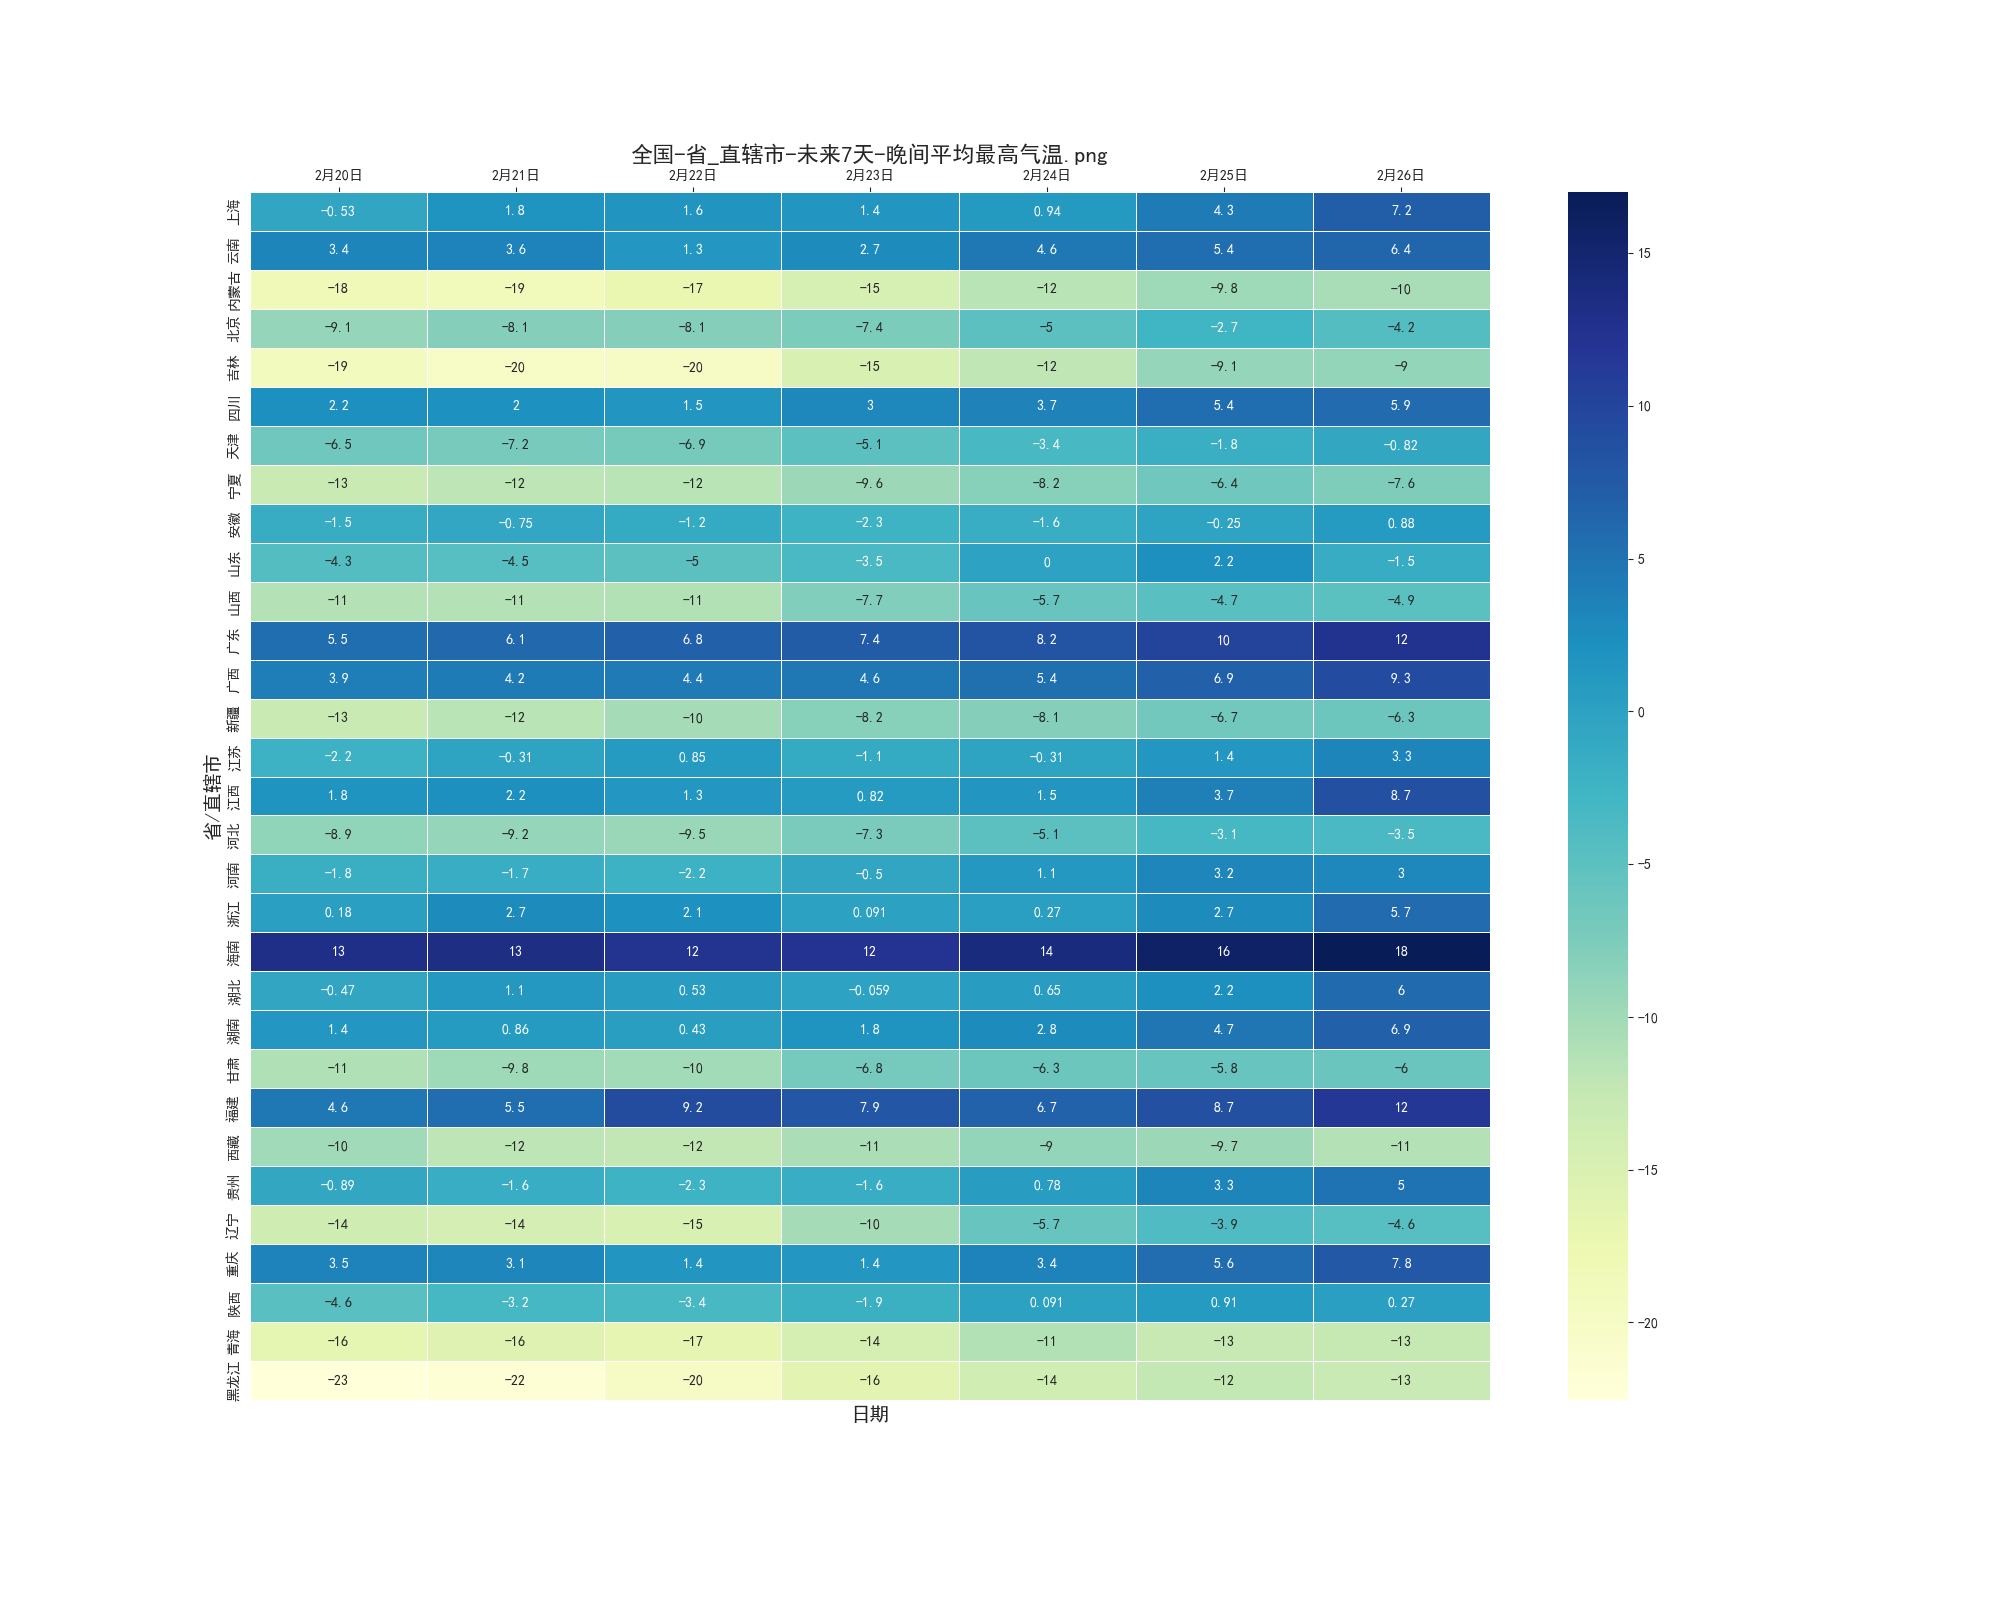 全国-省_直辖市-未来7天-晚间平均最高气温.png
2月20日 2月21日 2月22日 2月23日 2月24日 2月25日 2月26日
上海 -0.53 1.8 1.6 1.4 0.94 4.3 7.2
云南 3.4 3.6 1.3 2.7 4.6 5.4 6.4
内蒙古 -18 -19 -17 -15 -12 -9.8 -10
北京 -9.1 -8.1 -8.1 -7.4 -5 -2.7 -4.2
吉林 -19 -20 -20 -15 -12 -9.1 -9
四川 2.2 2 1.5 3 3.7 5.4 5.9
天津 -6.5 -7.2 -6.9 -5.1 -3.4 -1.8 -0.82
宁夏 -13 -12 -12 -9.6 -8.2 -6.4 -7.6
安徽 -1.5 -0.75 -1.2 -2.3 -1.6 -0.25 0.88
山东 -4.3 -4.5 -5 -3.5 0 2.2 -1.5
山西 -11 -11 -11 -7.7 -5.7 -4.7 -4.9
广东 5.5 6.1 6.8 7.4 8.2 10 12
广西 3.9 4.2 4.4 4.6 5.4 6.9 9.3
新疆 -13 -12 -10 -8.2 -8.1 -6.7 -6.3
江苏 -2.2 -0.31 0.85 -1.1 -0.31 1.4 3.3
江西 1.8 2.2 1.3 0.82 1.5 3.7 8.7
河北 -8.9 -9.2 -9.5 -7.3 -5.1 -3.1 -3.5
河南 -1.8 -1.7 -2.2 -0.5 1.1 3.2 3
浙江 0.18 2.7 2.1 0.091 0.27 2.7 5.7
海南 13 13 12 12 14 16 18
湖北 -0.47 1.1 0.53 -0.059 0.65 2.2 6
湖南 1.4 0.86 0.43 1.8 2.8 4.7 6.9
甘肃 -11 -9.8 -10 -6.8 -6.3 -5.8 -6
福建 4.6 5.5 9.2 7.9 6.7 8.7 12
西藏 -10 -12 -12 -11 -9 -9.7 -11
贵州 -0.89 -1.6 -2.3 -1.6 0.78 3.3 5
辽宁 -14 -14 -15 -10 -5.7 -3.9 -4.6
重庆 3.5 3.1 1.4 1.4 3.4 5.6 7.8
陕西 -4.6 -3.2 -3.4 -1.9 0.091 0.91 0.27
青海 -16 -16 -17 -14 -11 -13 -13
黑龙江 -23 -22 -20 -16 -14 -12 -13
省/直辖市
日期
15
10
5
0
-5
-10
-15
-20